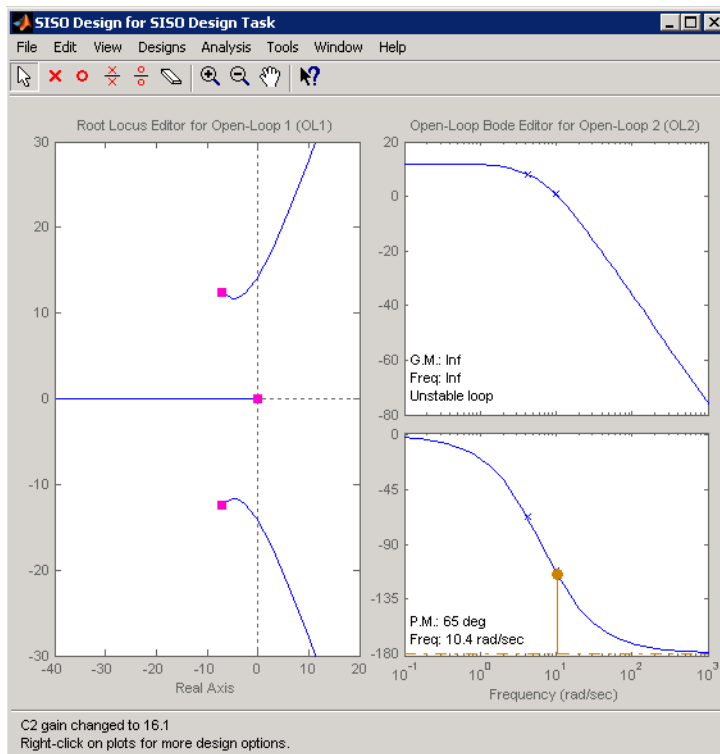 SISO Design for SISO Design Task
File Edit View Designs Analysis Tools Window Help
Root Locus Editor for Open-Loop 1 (OL1)
30
20
10
0
-10
-20
-30
-40 -30 -20 -10 0 10 20
Real Axis
Open-Loop Bode Editor for Open-Loop 2 (OL2)
20
0
-20
-40
-60
-80
G.M.: Inf
Freq: Inf
Unstable loop
0
-45
-90
-135
-180
P.M.: 65 deg
Freq: 10.4 rad/sec
10^-1 10^0 10^1 10^2 10^3
Frequency (rad/sec)
C2 gain changed to 16.1
Right-click on plots for more design options.